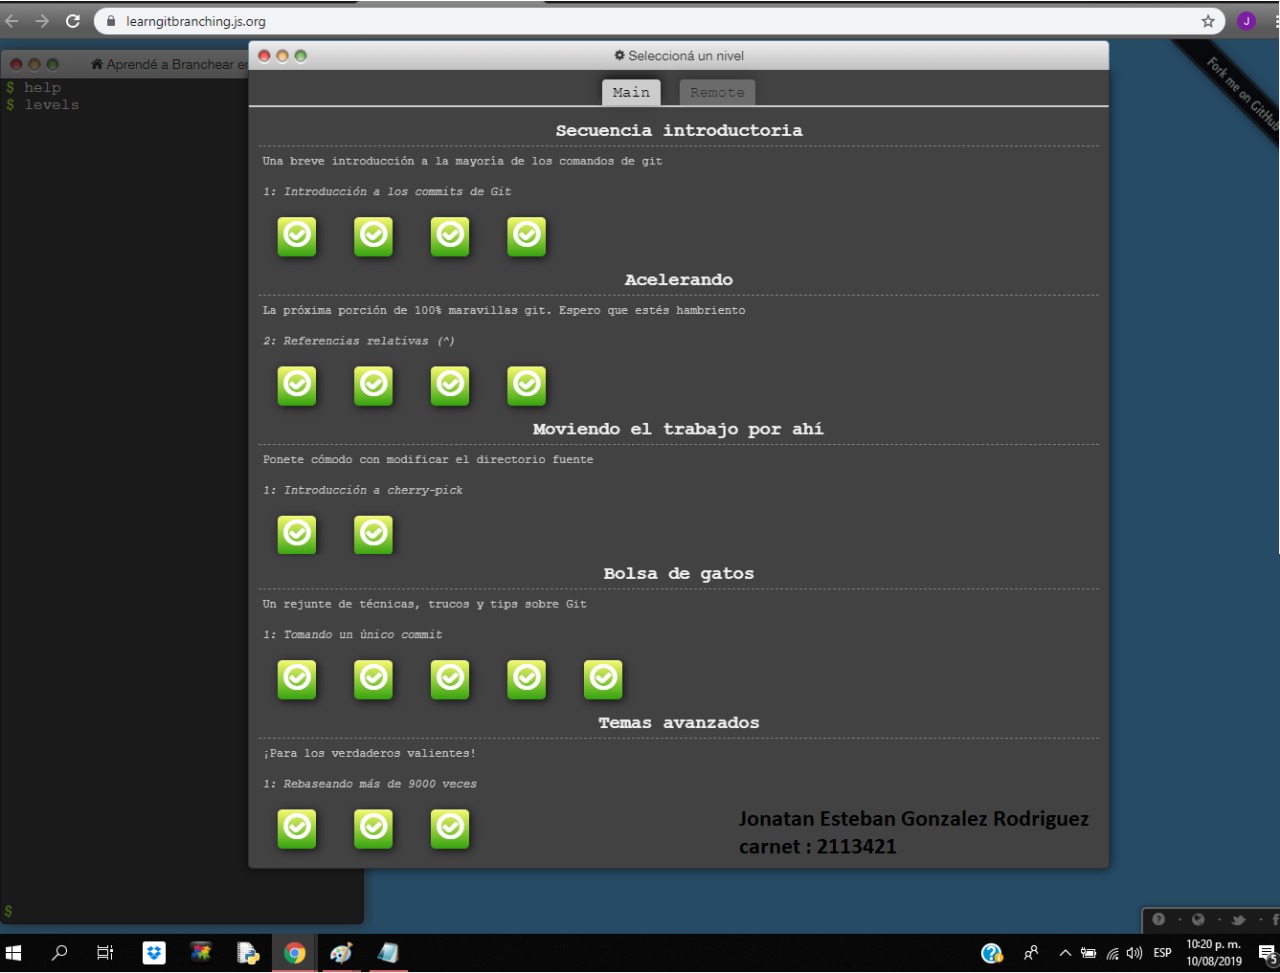 learngitbranching.js.org
J
Aprendé a Branchear en
$ help
$ levels
$
Seleccioná un nivel
Fork me on GitHub
Main
Remote
Secuencia introductoria
Una breve introducción a la mayoría de los comandos de git
1: Introducción a los commits de Git
Acelerando
La próxima porción de 100% maravillas git. Espero que estés hambriento
2: Referencias relativas (^)
Moviendo el trabajo por ahí
Ponete cómodo con modificar el directorio fuente
1: Introducción a cherry-pick
Bolsa de gatos
Un rejunte de técnicas, trucos y tips sobre Git
1: Tomando un único commit
Temas avanzados
¡Para los verdaderos valientes!
1: Rebaseando más de 9000 veces
Jonatan Esteban Gonzalez Rodriguez
carnet : 2113421
ESP
10:20 p. m.
10/08/2019
5